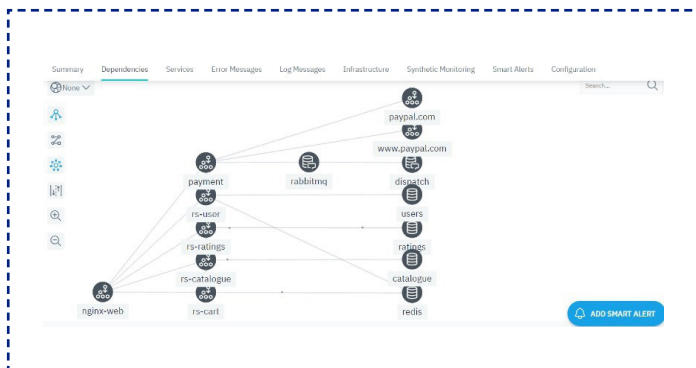 Summary Dependencies Services Error Messages Log Messages Infrastructure Synthetic Monitoring Smart Alerts Configuration
None Search...
paypal.com
www.paypal.com
payment rabbitmq dispatch
rs-user users
rs-ratings ratings
rs-catalogue catalogue
nginx-web rs-cart redis
ADD SMART ALERT